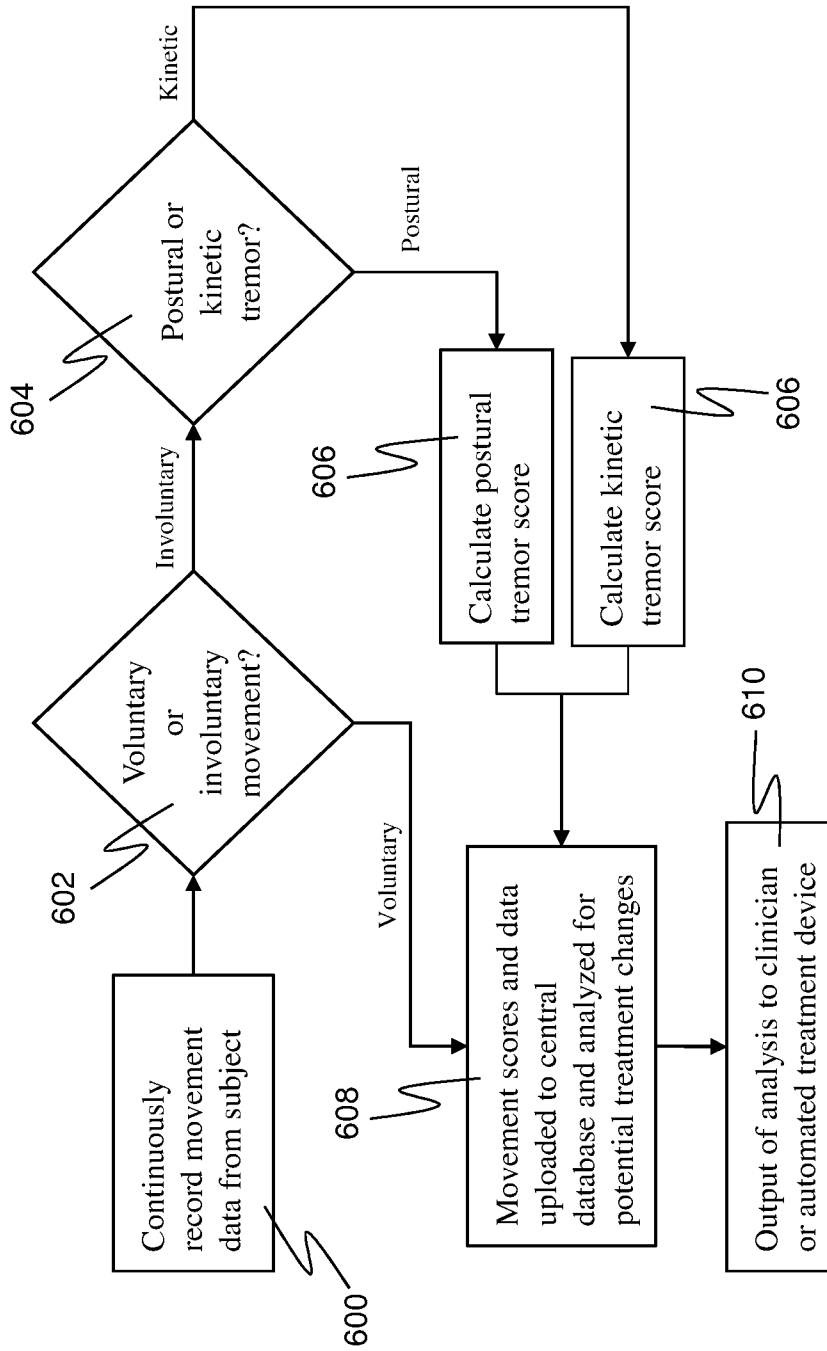 Continuously
record movement
data from subject
600
Voluntary
or
involuntary
movement?
602
Involuntary
Voluntary
Postural or
kinetic
tremor?
604
Kinetic
Postural
Calculate postural
tremor score
606
Calculate kinetic
tremor score
606
Movement scores and data
uploaded to central
database and analyzed for
potential treatment changes
608
Output of analysis to clinician
or automated treatment device
610